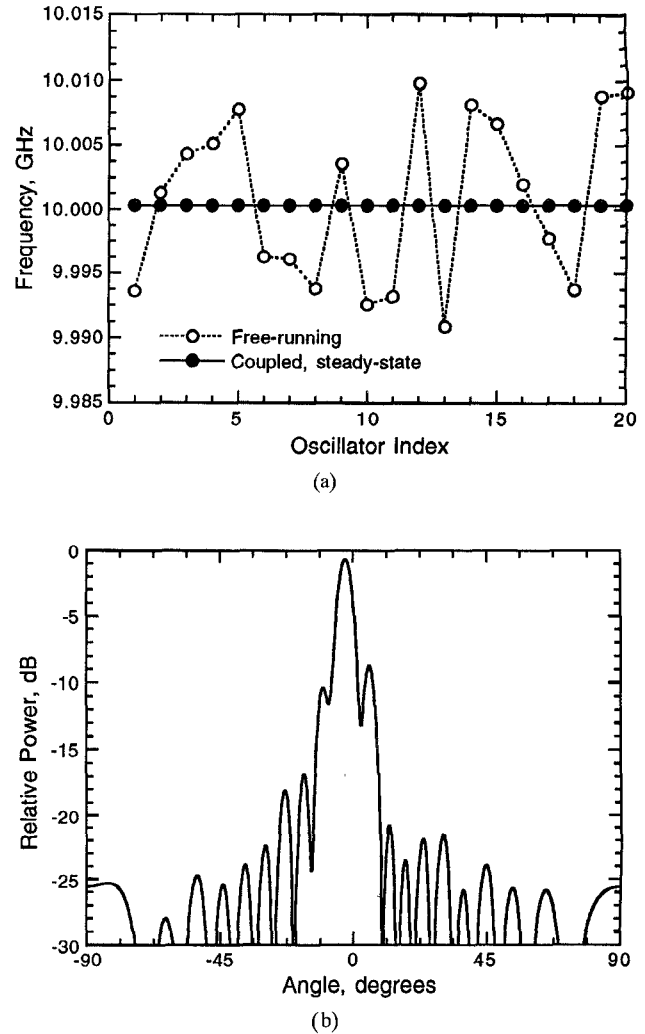 10.015
10.010
10.005
10.000
9.995
9.990
9.985
Frequency, GHz
Free-running
Coupled, steady-state
0 5 10 15 20
Oscillator Index
(a)
0
-5
-10
-15
-20
-25
-30
Relative Power, dB
-90 -45 0 45 90
Angle, degrees
(b)